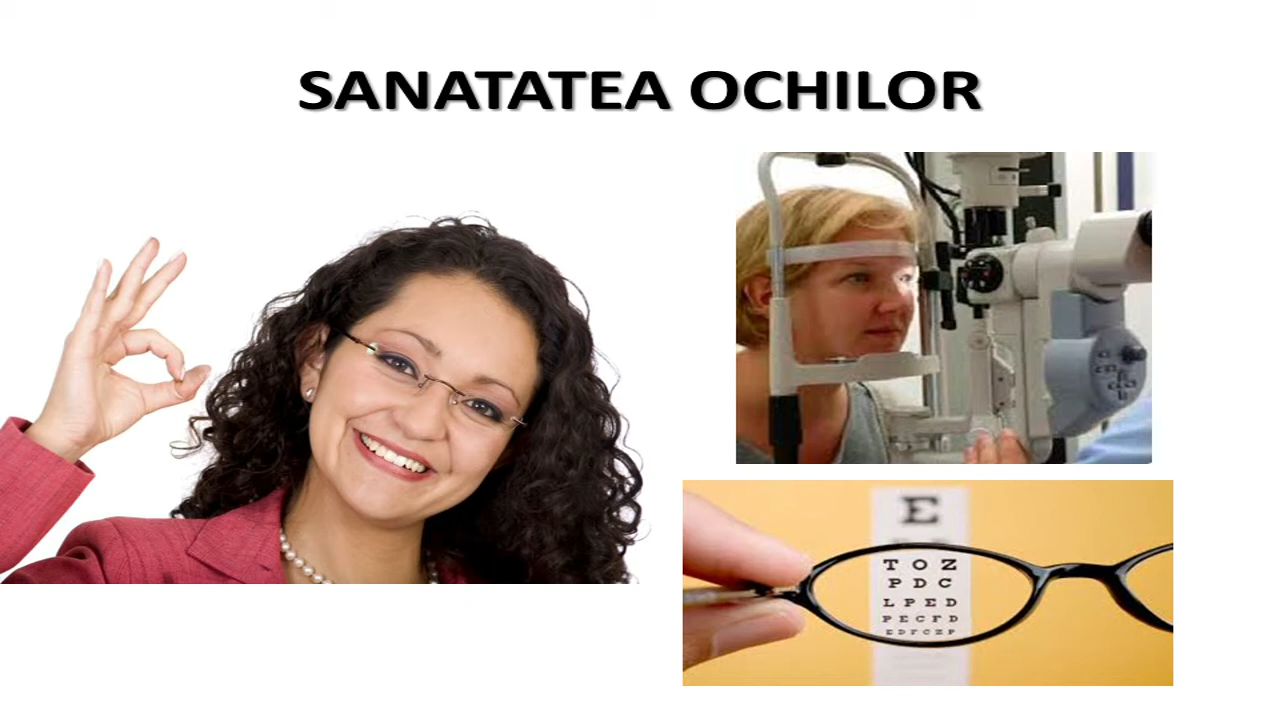 SANATATEA OCHILOR
E
T O Z
P D C
L P E D
P E C F D
E D F C Z P